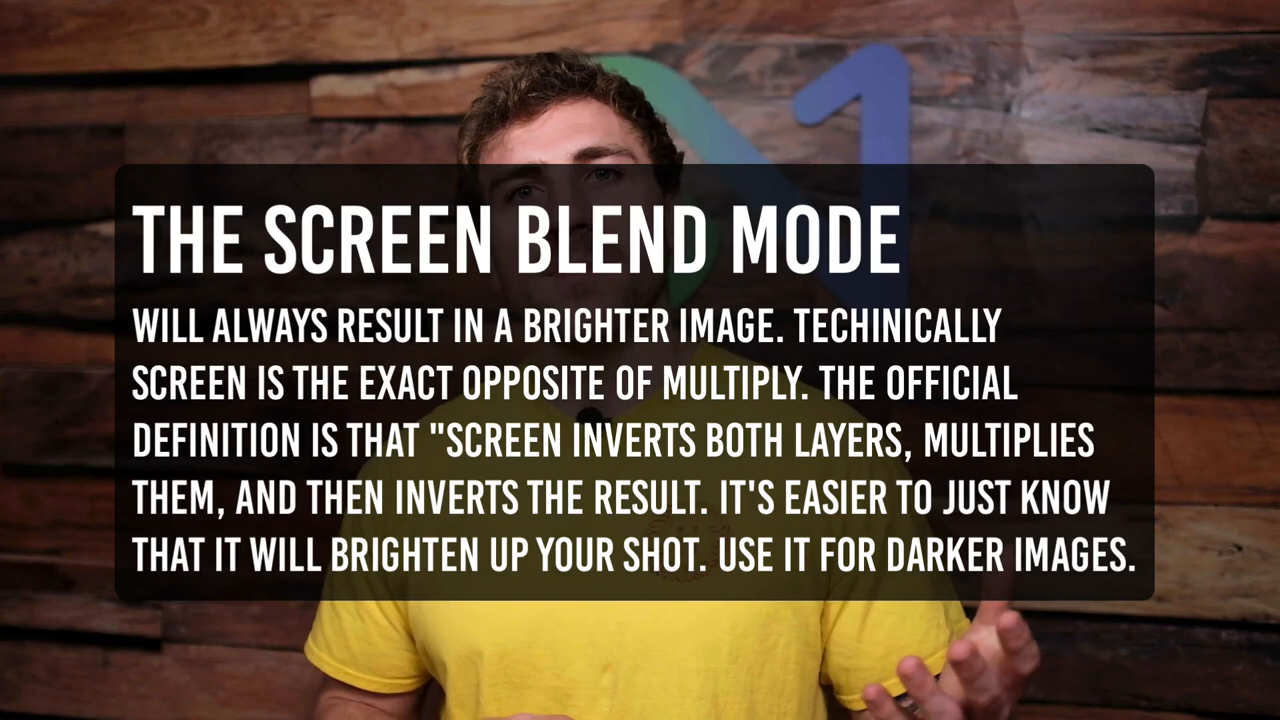 THE SCREEN BLEND MODE
WILL ALWAYS RESULT IN A BRIGHTER IMAGE. TECHINICALLY
SCREEN IS THE EXACT OPPOSITE OF MULTIPLY. THE OFFICIAL
DEFINITION IS THAT "SCREEN INVERTS BOTH LAYERS, MULTIPLIES
THEM, AND THEN INVERTS THE RESULT. IT'S EASIER TO JUST KNOW
THAT IT WILL BRIGHTEN UP YOUR SHOT. USE IT FOR DARKER IMAGES.